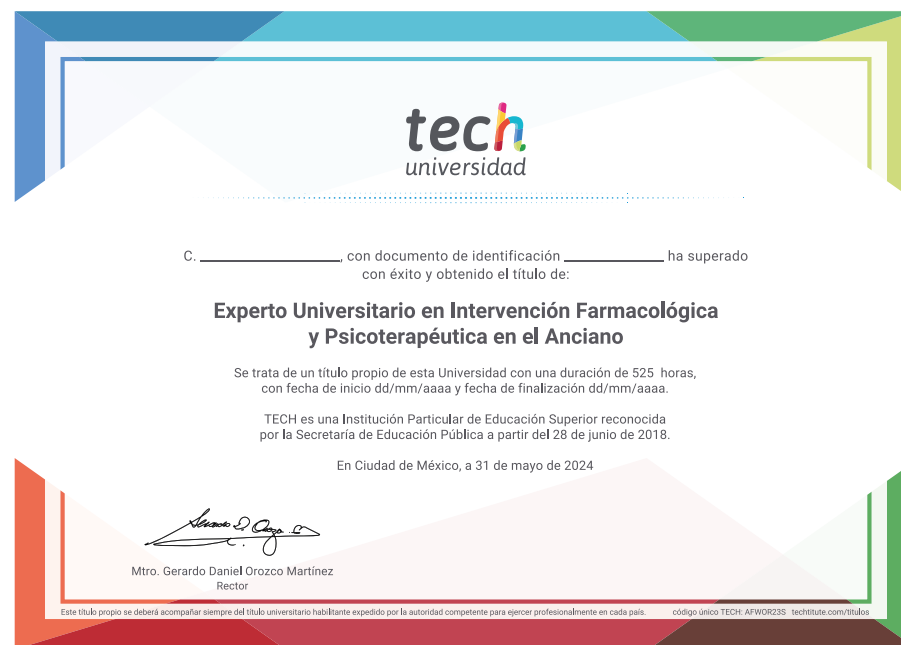 tech
universidad
C. ____________________, con documento de identificación ______________ ha superado
con éxito y obtenido el título de:
Experto Universitario en Intervención Farmacológica
y Psicoterapéutica en el Anciano
Se trata de un título propio de esta Universidad con una duración de 525 horas,
con fecha de inicio dd/mm/aaaa y fecha de finalización dd/mm/aaaa.
TECH es una Institución Particular de Educación Superior reconocida
por la Secretaría de Educación Pública a partir del 28 de junio de 2018.
En Ciudad de México, a 31 de mayo de 2024
Mtro. Gerardo Daniel Orozco Martínez
Rector
Este título propio se deberá acompañar siempre del título universitario habilitante expedido por la autoridad competente para ejercer profesionalmente en cada país. código único TECH: AFWOR23S techtitute.com/titulos